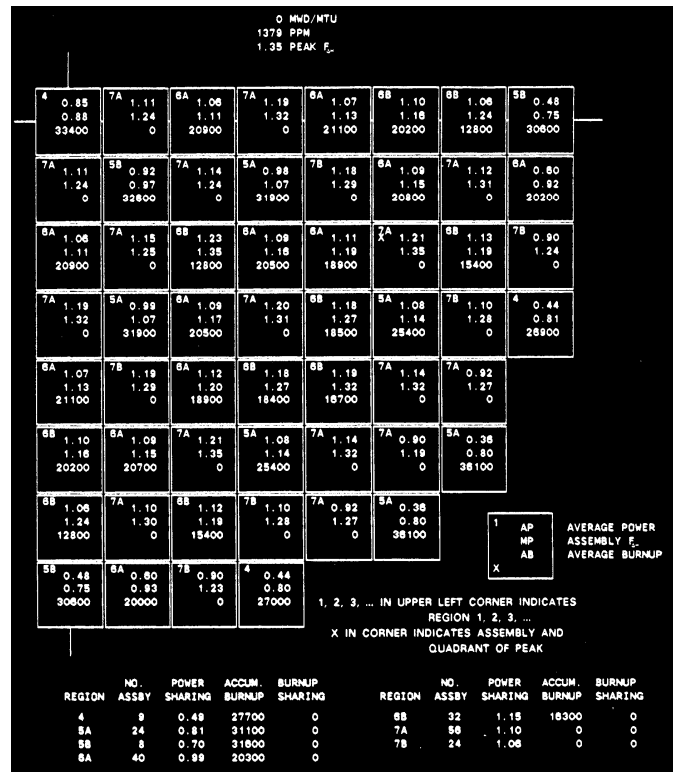 0 MWD/MTU
1379 PPM
1.35 PEAK F
4 7A 6A 7A 6A 6B 6B 5B
0.85 1.11 1.06 1.19 1.07 1.10 1.06 0.48
0.88 1.24 1.11 1.32 1.13 1.16 1.24 0.75
33400 0 20900 0 21100 20200 12800 30600
7A 5B 7A 5A 7B 6A 7A 6A
1.11 0.92 1.14 0.98 1.18 1.09 1.12 0.60
1.24 0.97 1.24 1.07 1.29 1.15 1.31 0.92
0 32600 0 31900 0 20800 0 20200
6A 7A 6B 6A 6A 7A 6B 7B
X
1.06 1.15 1.23 1.09 1.11 1.21 1.13 0.90
1.11 1.25 1.35 1.16 1.19 1.35 1.19 1.24
20900 0 12800 20500 18900 0 15400 0
7A 5A 6A 7A 6B 5A 7B 4
1.19 0.99 1.09 1.20 1.18 1.08 1.10 0.44
1.32 1.07 1.17 1.31 1.27 1.14 1.28 0.81
0 31900 20500 0 18500 25400 0 26900
6A 7B 6A 6B 6B 7A 7A
1.07 1.19 1.12 1.18 1.19 1.14 0.92
1.13 1.29 1.20 1.27 1.32 1.32 1.27
21100 0 18900 18400 16700 0 0
6B 6A 7A 5A 7A 7A 5A
1.10 1.09 1.21 1.08 1.14 0.90 0.36
1.16 1.15 1.35 1.14 1.32 1.19 0.80
20200 20700 0 25400 0 0 36100
6B 7A 6B 7B 7A 5A
1.06 1.10 1.12 1.10 0.92 0.36
1.24 1.30 1.19 1.28 1.27 0.80
12800 0 15400 0 0 36100
5B 6A 7B 4
0.48 0.60 0.90 0.44
0.75 0.93 1.23 0.80
30600 20000 0 27000
1 AP AVERAGE POWER
MP ASSEMBLY F
AB AVERAGE BURNUP
X
1, 2, 3, ... IN UPPER LEFT CORNER INDICATES
REGION 1, 2, 3, ...
X IN CORNER INDICATES ASSEMBLY AND
QUADRANT OF PEAK
NO. POWER ACCUM. BURNUP NO. POWER ACCUM. BURNUP
REGION ASSBY SHARING BURNUP SHARING REGION ASSBY SHARING BURNUP SHARING
4 9 0.49 27700 0 6B 32 1.15 16300 0
5A 24 0.81 31100 0 7A 56 1.10 0 0
5B 8 0.70 31600 0 7B 24 1.06 0 0
6A 40 0.99 20300 0